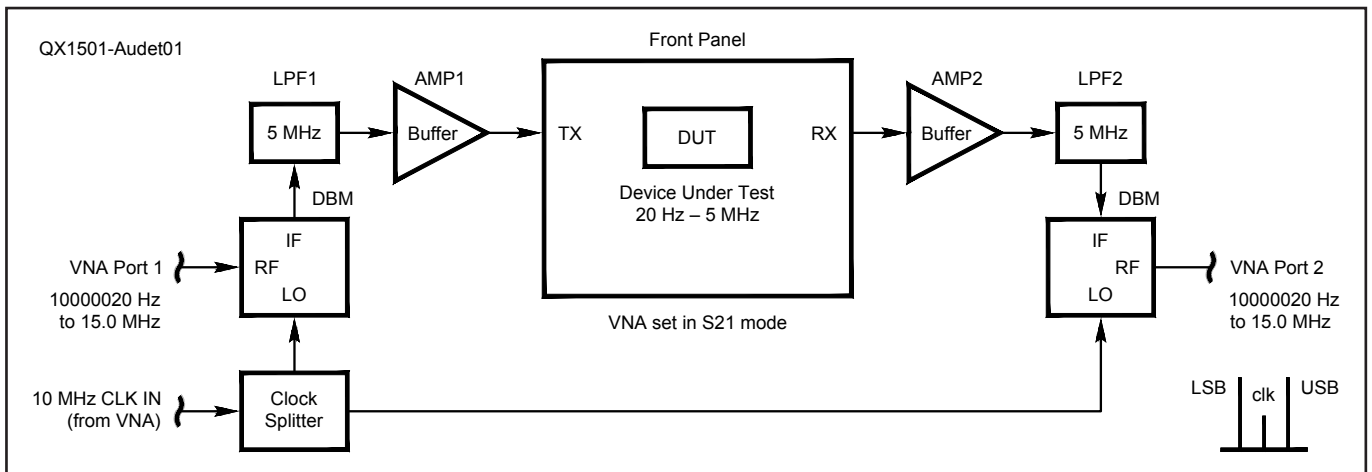 QX1501-Audet01
Front Panel
LPF1
AMP1
AMP2
LPF2
5 MHz
Buffer
TX
DUT
RX
Buffer
5 MHz
Device Under Test
20 Hz – 5 MHz
DBM
DBM
IF
RF
LO
IF
RF
LO
VNA Port 1
10000020 Hz
to 15.0 MHz
VNA Port 2
10000020 Hz
to 15.0 MHz
VNA set in S21 mode
10 MHz CLK IN
(from VNA)
Clock
Splitter
LSB
clk
USB